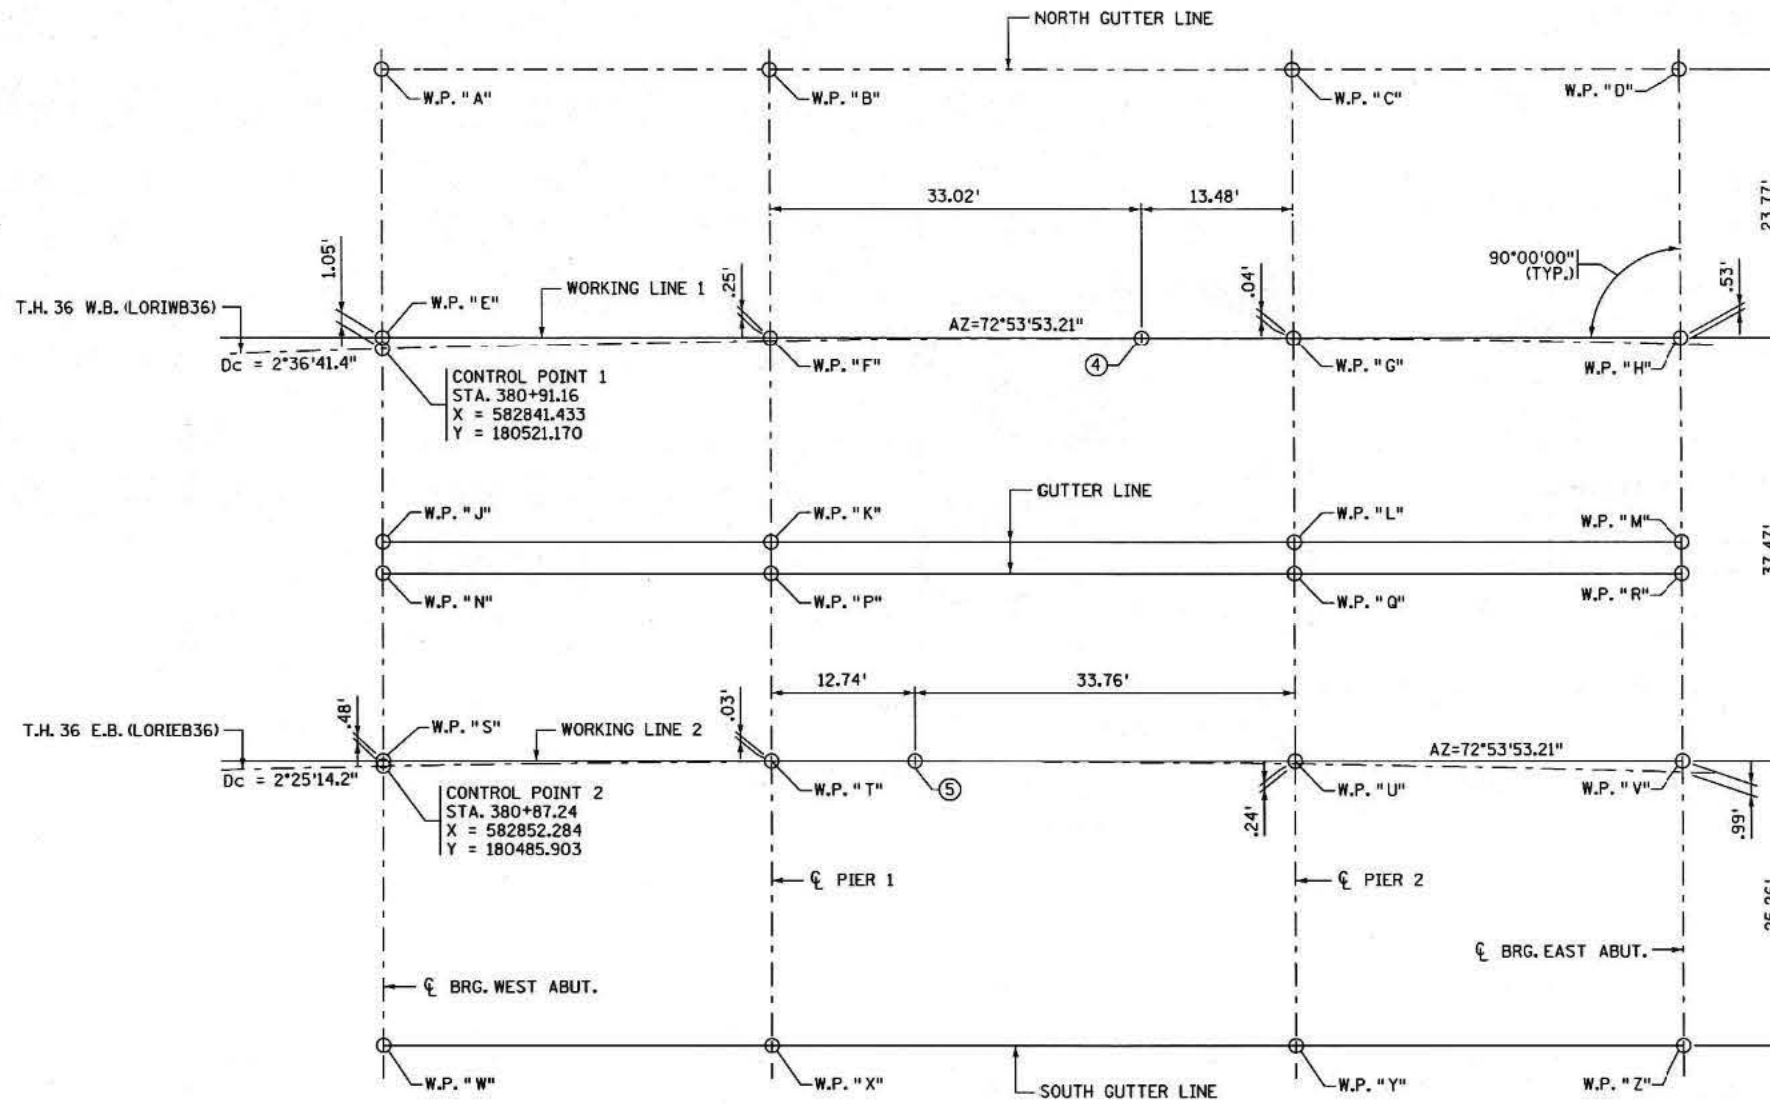 NORTH GUTTER LINE
W.P. "A"
W.P. "B"
W.P. "C"
W.P. "D"
33.02'
13.48'
23.77'
1.05'
.25'
.04'
90°00'00"
(TYP.)
.53'
T.H. 36 W.B. (LORIWB36)
W.P. "E"
WORKING LINE 1
AZ=72°53'53.21"
Dc = 2°36'41.4"
W.P. "F"
4
W.P. "G"
W.P. "H"
CONTROL POINT 1
STA. 380+91.16
X = 582841.433
Y = 180521.170
GUTTER LINE
W.P. "J"
W.P. "K"
W.P. "L"
W.P. "M"
37.47'
W.P. "N"
W.P. "P"
W.P. "Q"
W.P. "R"
12.74'
33.76'
.48'
.03'
T.H. 36 E.B. (LORIEB36)
W.P. "S"
WORKING LINE 2
AZ=72°53'53.21"
Dc = 2°25'14.2"
W.P. "T"
5
W.P. "U"
W.P. "V"
CONTROL POINT 2
STA. 380+87.24
X = 582852.284
Y = 180485.903
.24'
.99'
℄ PIER 1
℄ PIER 2
℄ BRG. EAST ABUT.
℄ BRG. WEST ABUT.
W.P. "W"
W.P. "X"
SOUTH GUTTER LINE
W.P. "Y"
W.P. "Z"